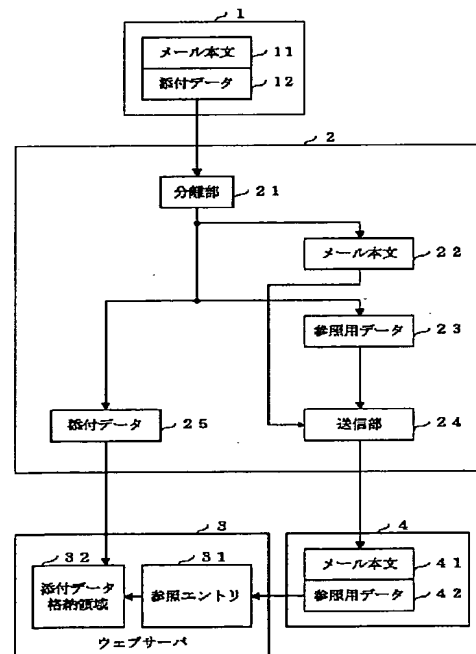 1
メール本文 11
添付データ 12
2
分離部 21
メール本文 22
参照用データ 23
添付データ 25
送信部 24
3
4
32
31
添付データ
格納領域
参照エントリ
メール本文 41
参照用データ 42
ウェブサーバ